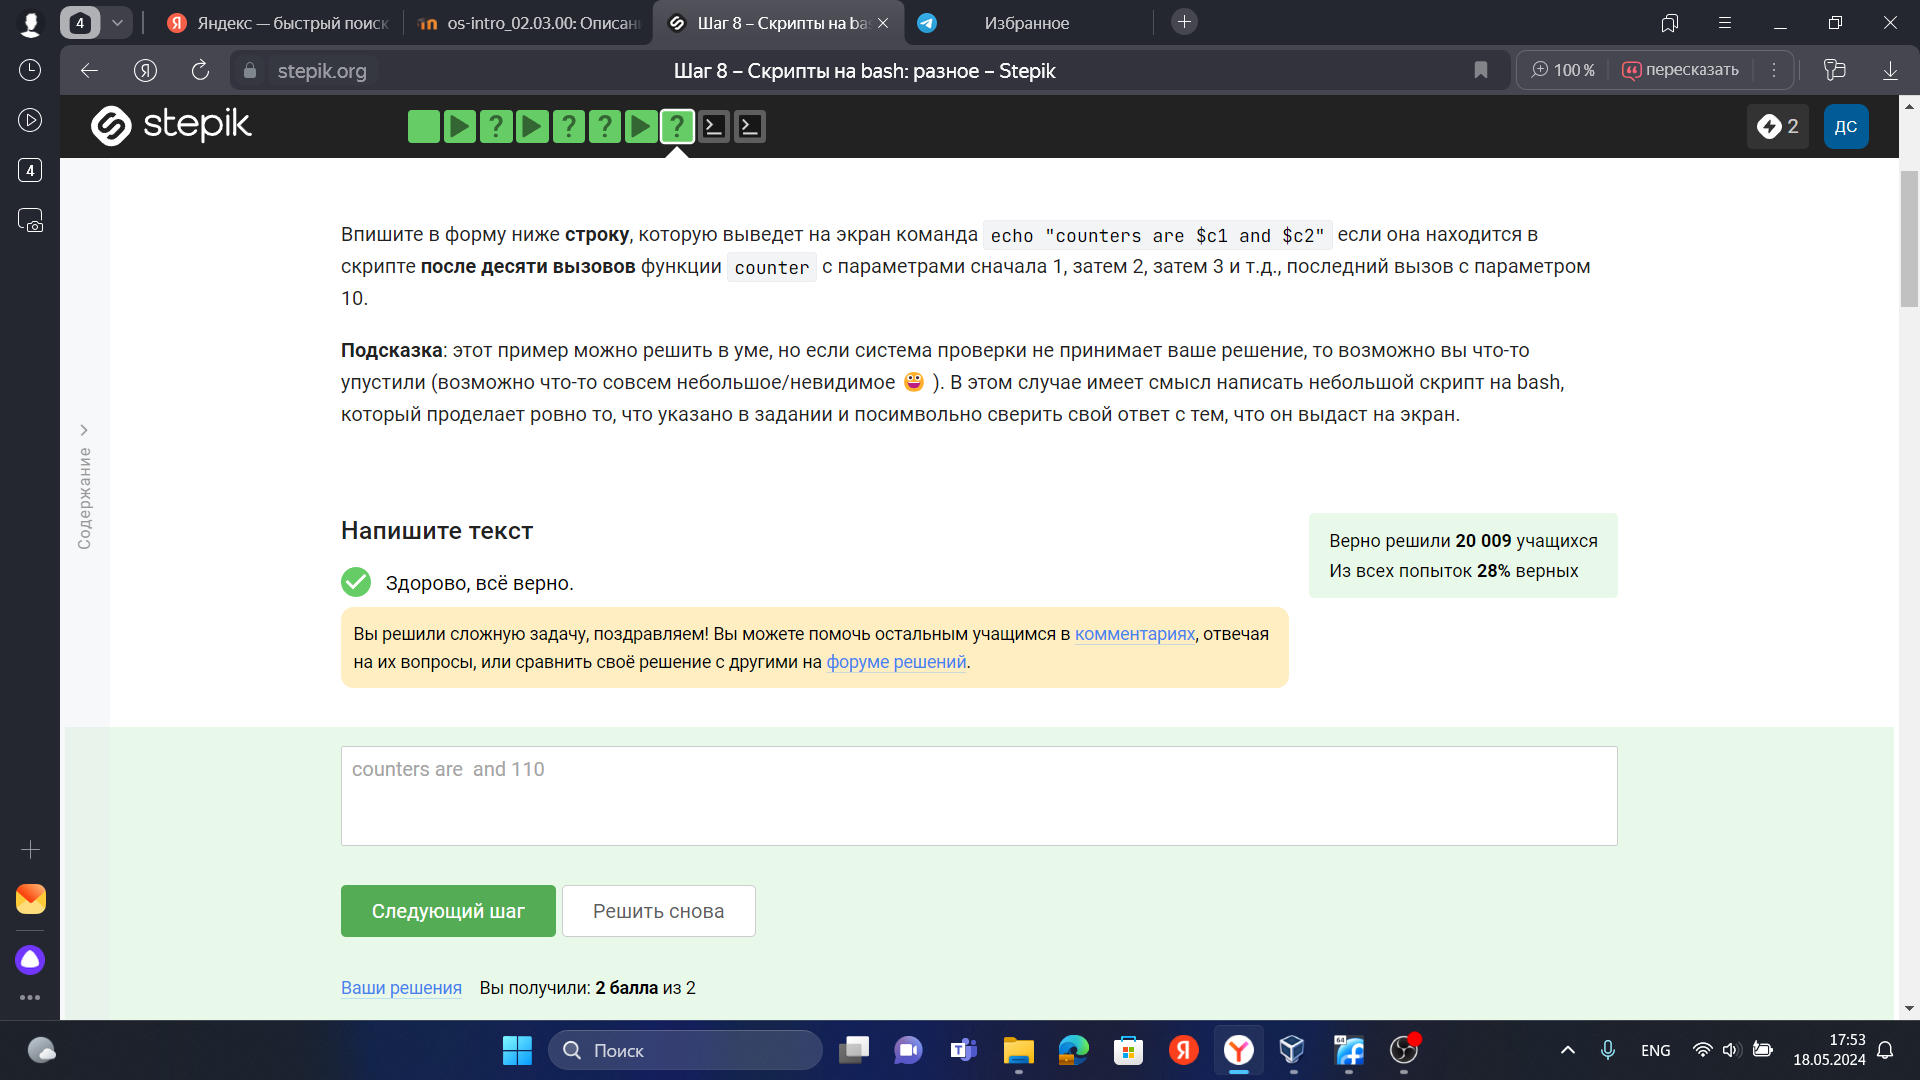 4
Яндекс — быстрый поиск
os-intro_02.03.00: Описан
Шаг 8 – Скрипты на ba
Избранное
stepik.org
Шаг 8 – Скрипты на bash: разное – Stepik
100 %
пересказать
stepik
2
ДС
4
Впишите в форму ниже строку, которую выведет на экран команда echo "counters are $c1 and $c2" если она находится в
скрипте после десяти вызовов функции counter с параметрами сначала 1, затем 2, затем 3 и т.д., последний вызов с параметром
10.
Подсказка: этот пример можно решить в уме, но если система проверки не принимает ваше решение, то возможно вы что-то
упустили (возможно что-то совсем небольшое/невидимое 😀 ). В этом случае имеет смысл написать небольшой скрипт на bash,
который проделает ровно то, что указано в задании и посимвольно сверить свой ответ с тем, что он выдаст на экран.
Содержание
Напишите текст
Верно решили 20 009 учащихся
Из всех попыток 28% верных
Здорово, всё верно.
Вы решили сложную задачу, поздравляем! Вы можете помочь остальным учащимся в комментариях, отвечая
на их вопросы, или сравнить своё решение с другими на форуме решений.
counters are  and 110
Следующий шаг
Решить снова
Ваши решения
Вы получили: 2 балла из 2
Поиск
64
ENG
17:53
18.05.2024